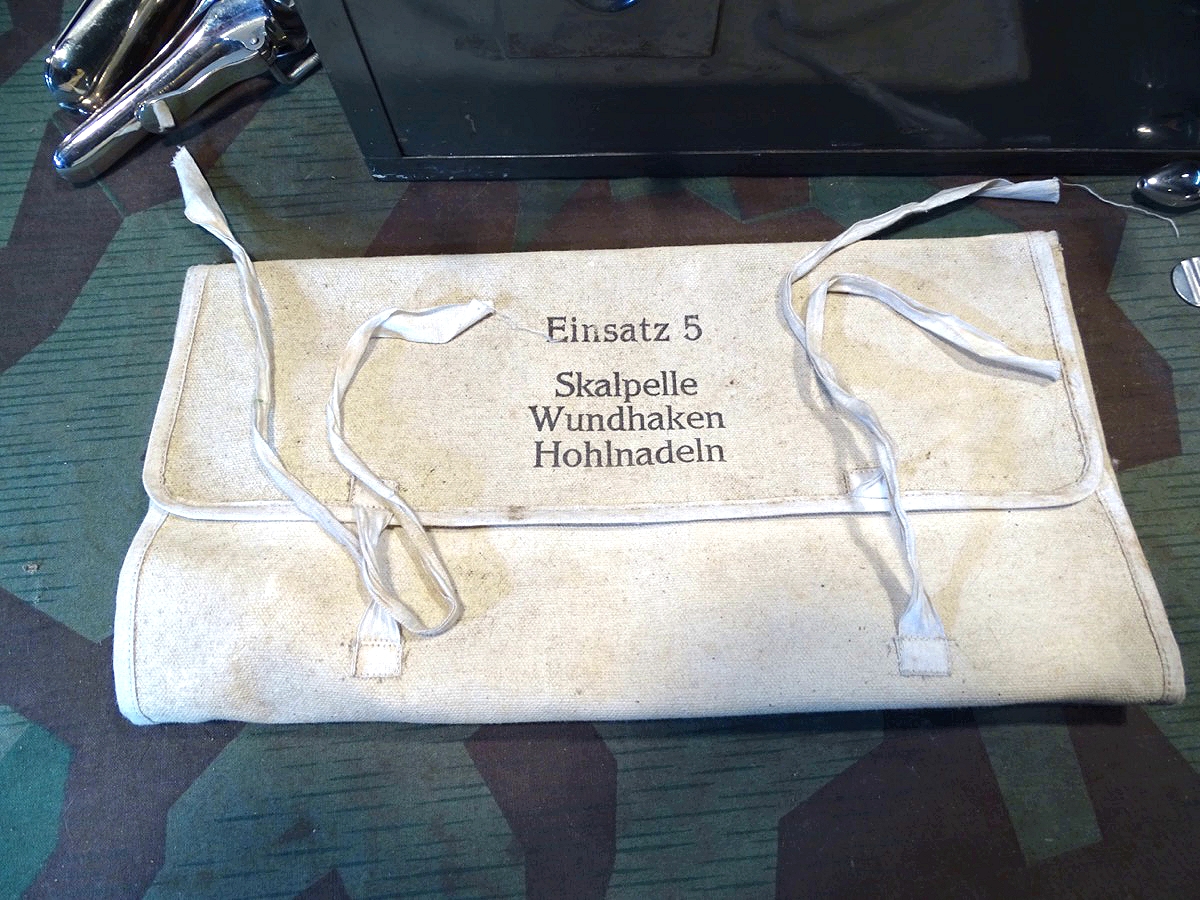 Einsatz 5
Skalpelle
Wundhaken
Hohlnadeln